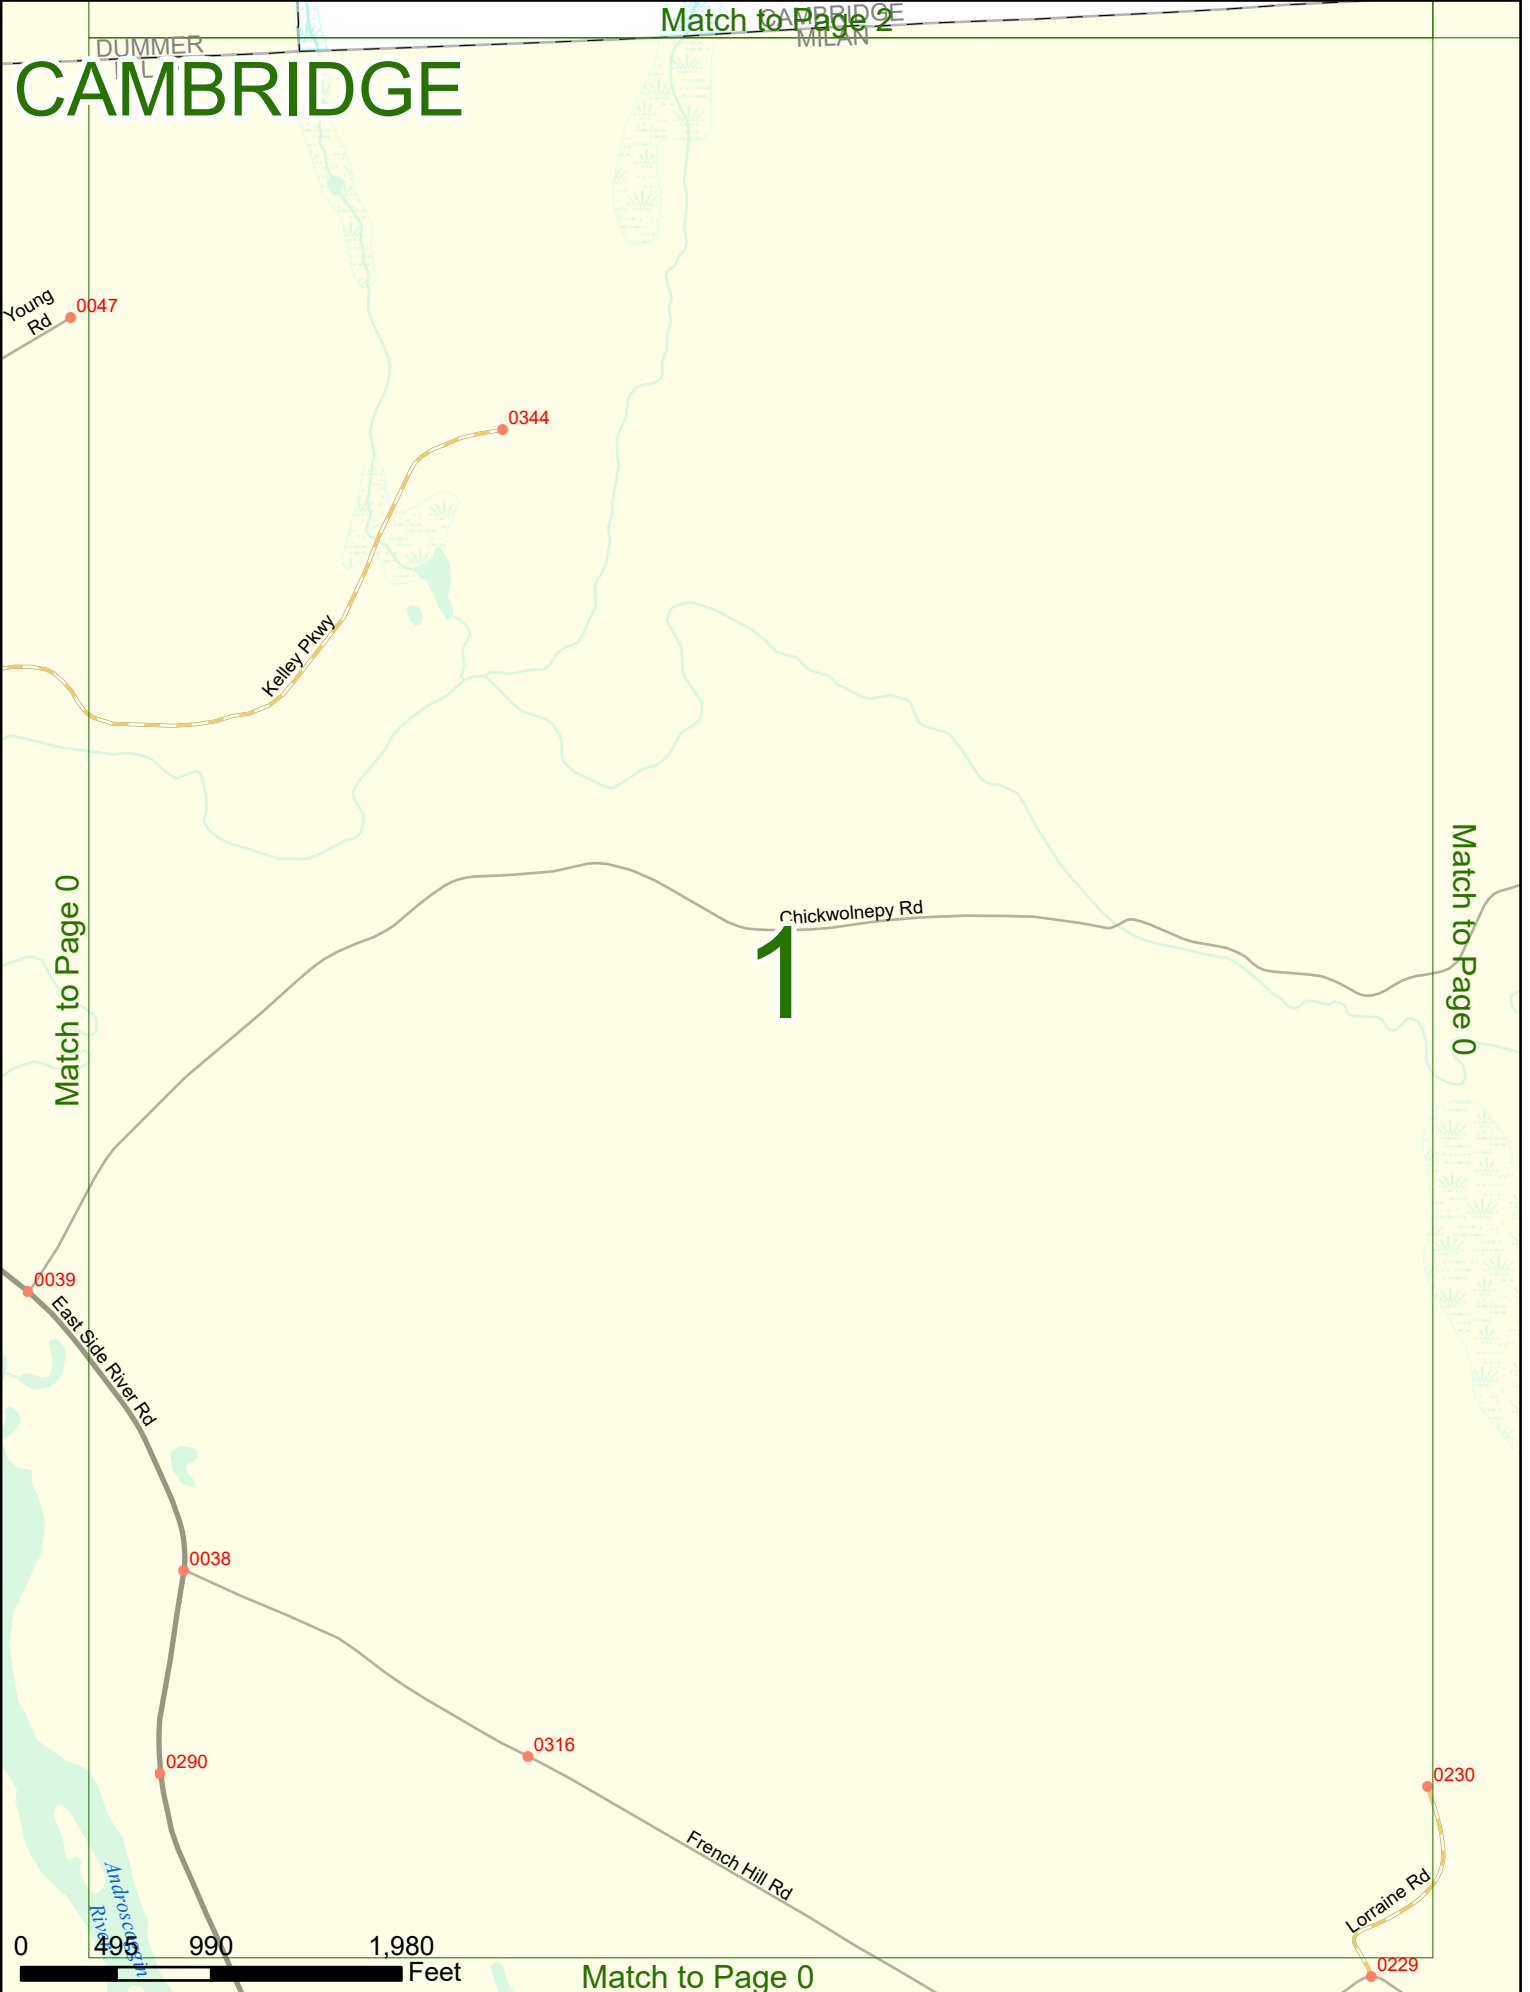 Match to Page 2
CAMBRIDGE
MILAN
DUMMER
CAMBRIDGE
Young
Rd
0047
0344
Kelley Pkwy
Match to Page 0
Chickwolnepy Rd
1
Match to Page 0
0039
East Side River Rd
0038
0316
0290
0230
French Hill Rd
Lorraine Rd
Androscoggin
River
0 495 990 1,980
Feet
Match to Page 0
0229